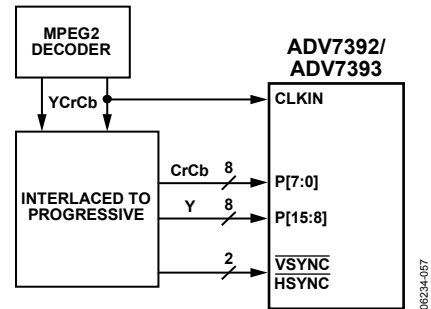 MPEG2
DECODER
ADV7392/
ADV7393
YCrCb
CLKIN
INTERLACED TO
PROGRESSIVE
CrCb 8
P[7:0]
Y 8
P[15:8]
2
VSYNC
HSYNC
06234-057